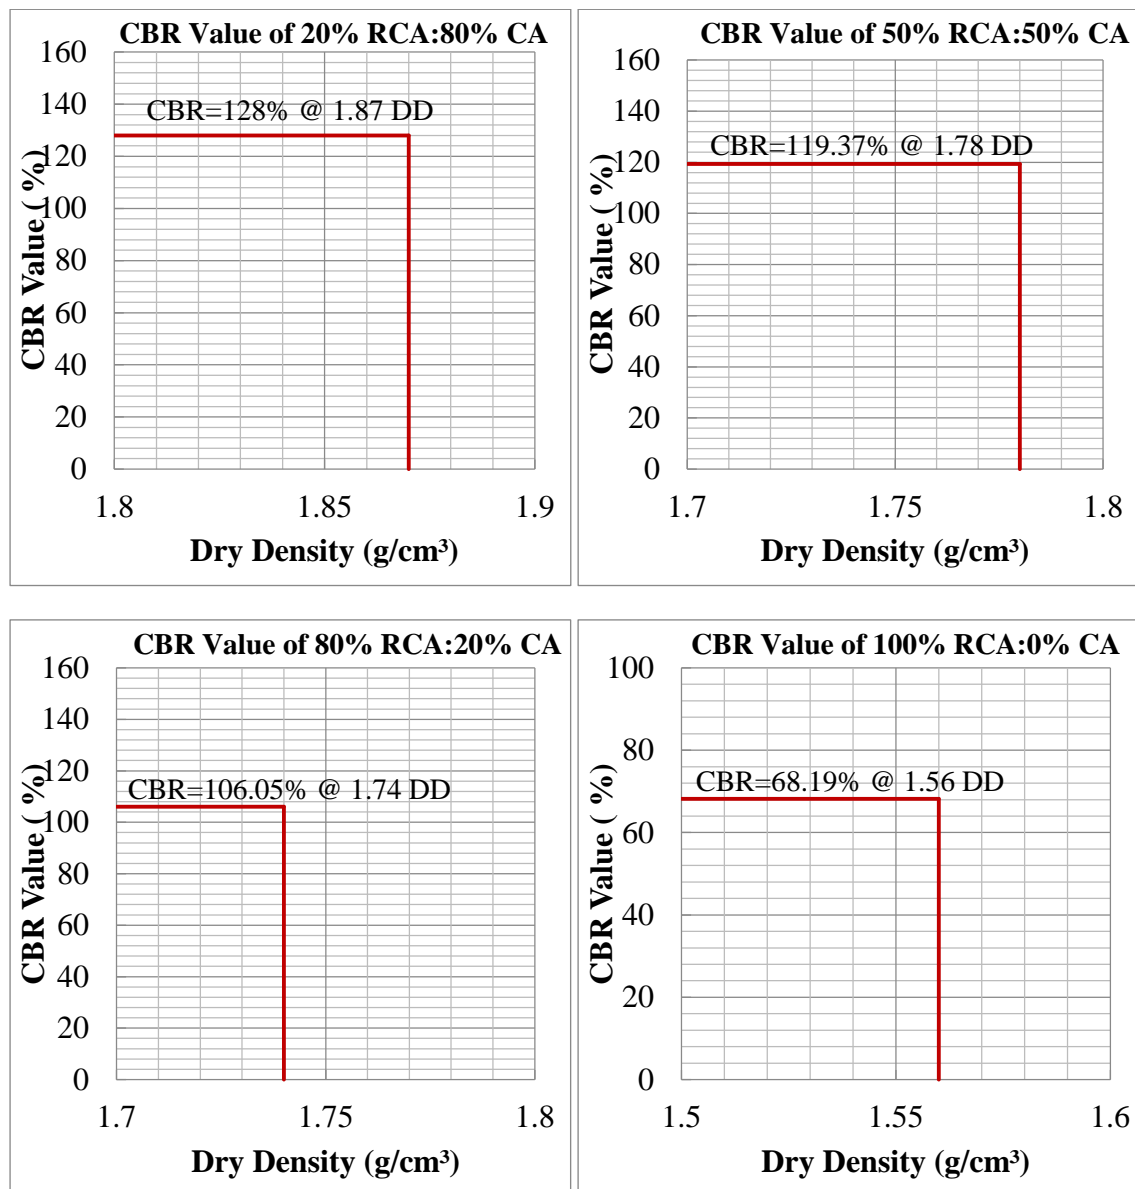 CBR Value of 20% RCA:80% CA
160
140
120
100
80
60
40
20
0
CBR=128% @ 1.87 DD
CBR Value ( %)
1.8 1.85 1.9
Dry Density (g/cm³)
CBR Value of 50% RCA:50% CA
160
140
120
100
80
60
40
20
0
CBR=119.37% @ 1.78 DD
CBR Value ( %)
1.7 1.75 1.8
Dry Density (g/cm³)
CBR Value of 80% RCA:20% CA
160
140
120
100
80
60
40
20
0
CBR=106.05% @ 1.74 DD
CBR Value ( %)
1.7 1.75 1.8
Dry Density (g/cm³)
CBR Value of 100% RCA:0% CA
100
80
60
40
20
0
CBR=68.19% @ 1.56 DD
CBR Value ( %)
1.5 1.55 1.6
Dry Density (g/cm³)